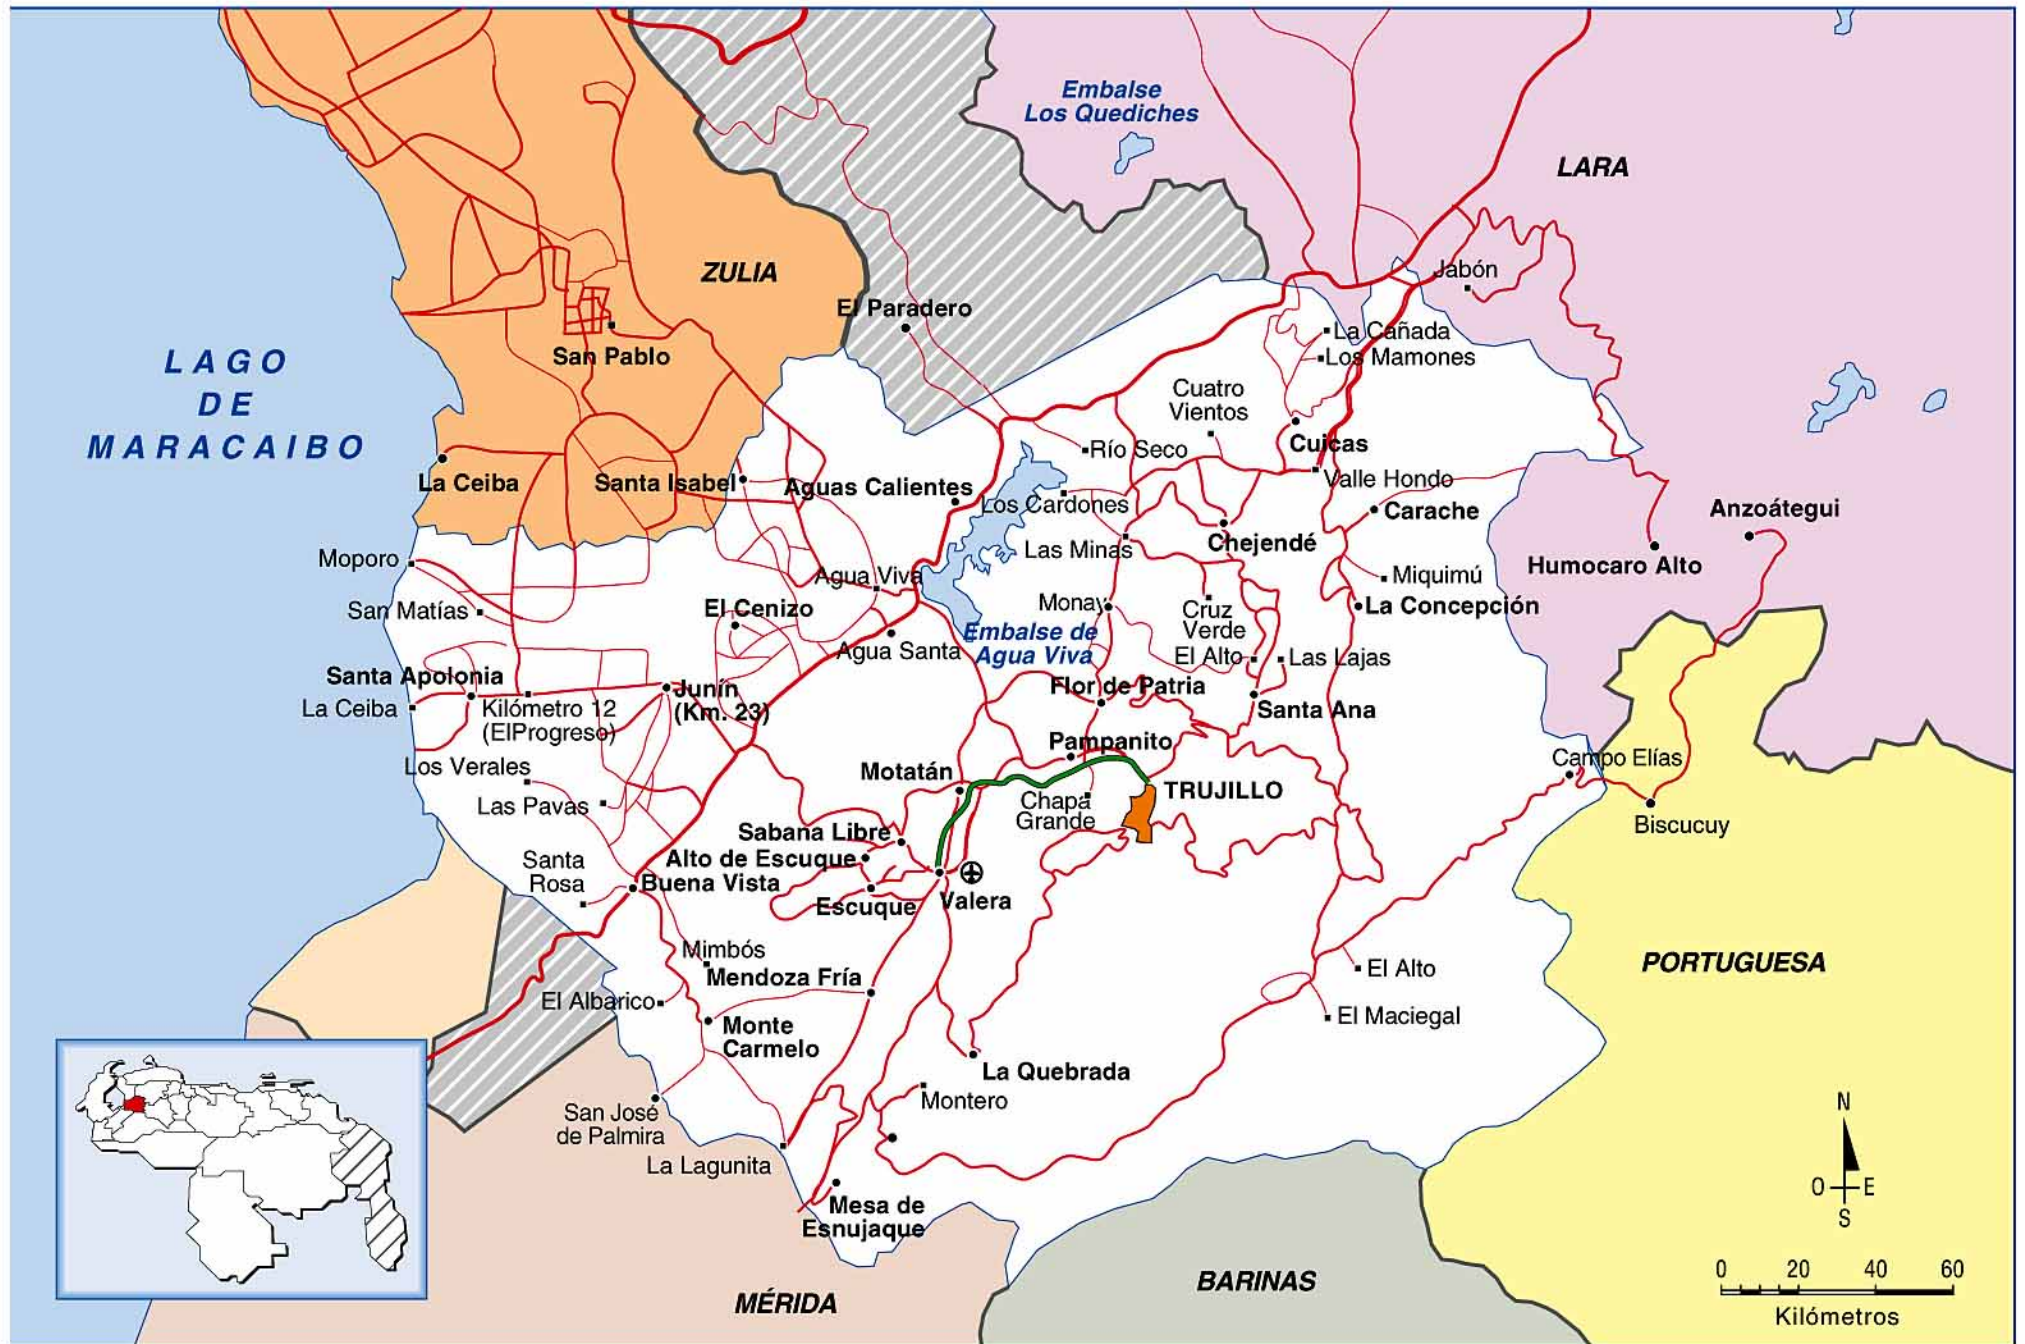 Embalse
Los Quediches
LARA
ZULIA
Jabón
El Paradero
La Cañada
San Pablo
Los Mamones
LAGO
DE
MARACAIBO
Cuatro
Vientos
Cuicas
Río Seco
Valle Hondo
La Ceiba
Santa Isabel
Aguas Calientes
Los Cardones
Carache
Anzoátegui
Chejendé
Las Minas
Moporo
Humocaro Alto
Agua Viva
Miquimú
San Matías
El Cenizo
Monay
Cruz
Verde
La Concepción
Embalse de
Agua Viva
Agua Santa
El Alto
Las Lajas
Santa Apolonia
Junín
(Km. 23)
Flor de Patria
La Ceiba
Kilómetro 12
(ElProgreso)
Santa Ana
Pampanito
Campo Elías
Los Verales
Motatán
TRUJILLO
Las Pavas
Chapa
Grande
Sabana Libre
Biscucuy
Alto de Escuque
Santa
Rosa
Buena Vista
Escuque
Valera
Mimbós
PORTUGUESA
El Alto
Mendoza Fría
El Albarico
El Maciegal
Monte
Carmelo
La Quebrada
Montero
San José
de Palmira
La Lagunita
Mesa de
Esnujaque
N
O E
S
BARINAS
MÉRIDA
0 20 40 60
Kilómetros